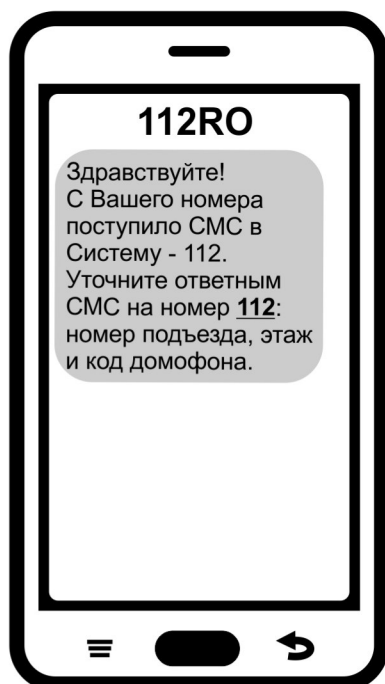 112RO
Здравствуйте!
С Вашего номера
поступило СМС в
Систему - 112.
Уточните ответным
СМС на номер 112:
номер подъезда, этаж
и код домофона.